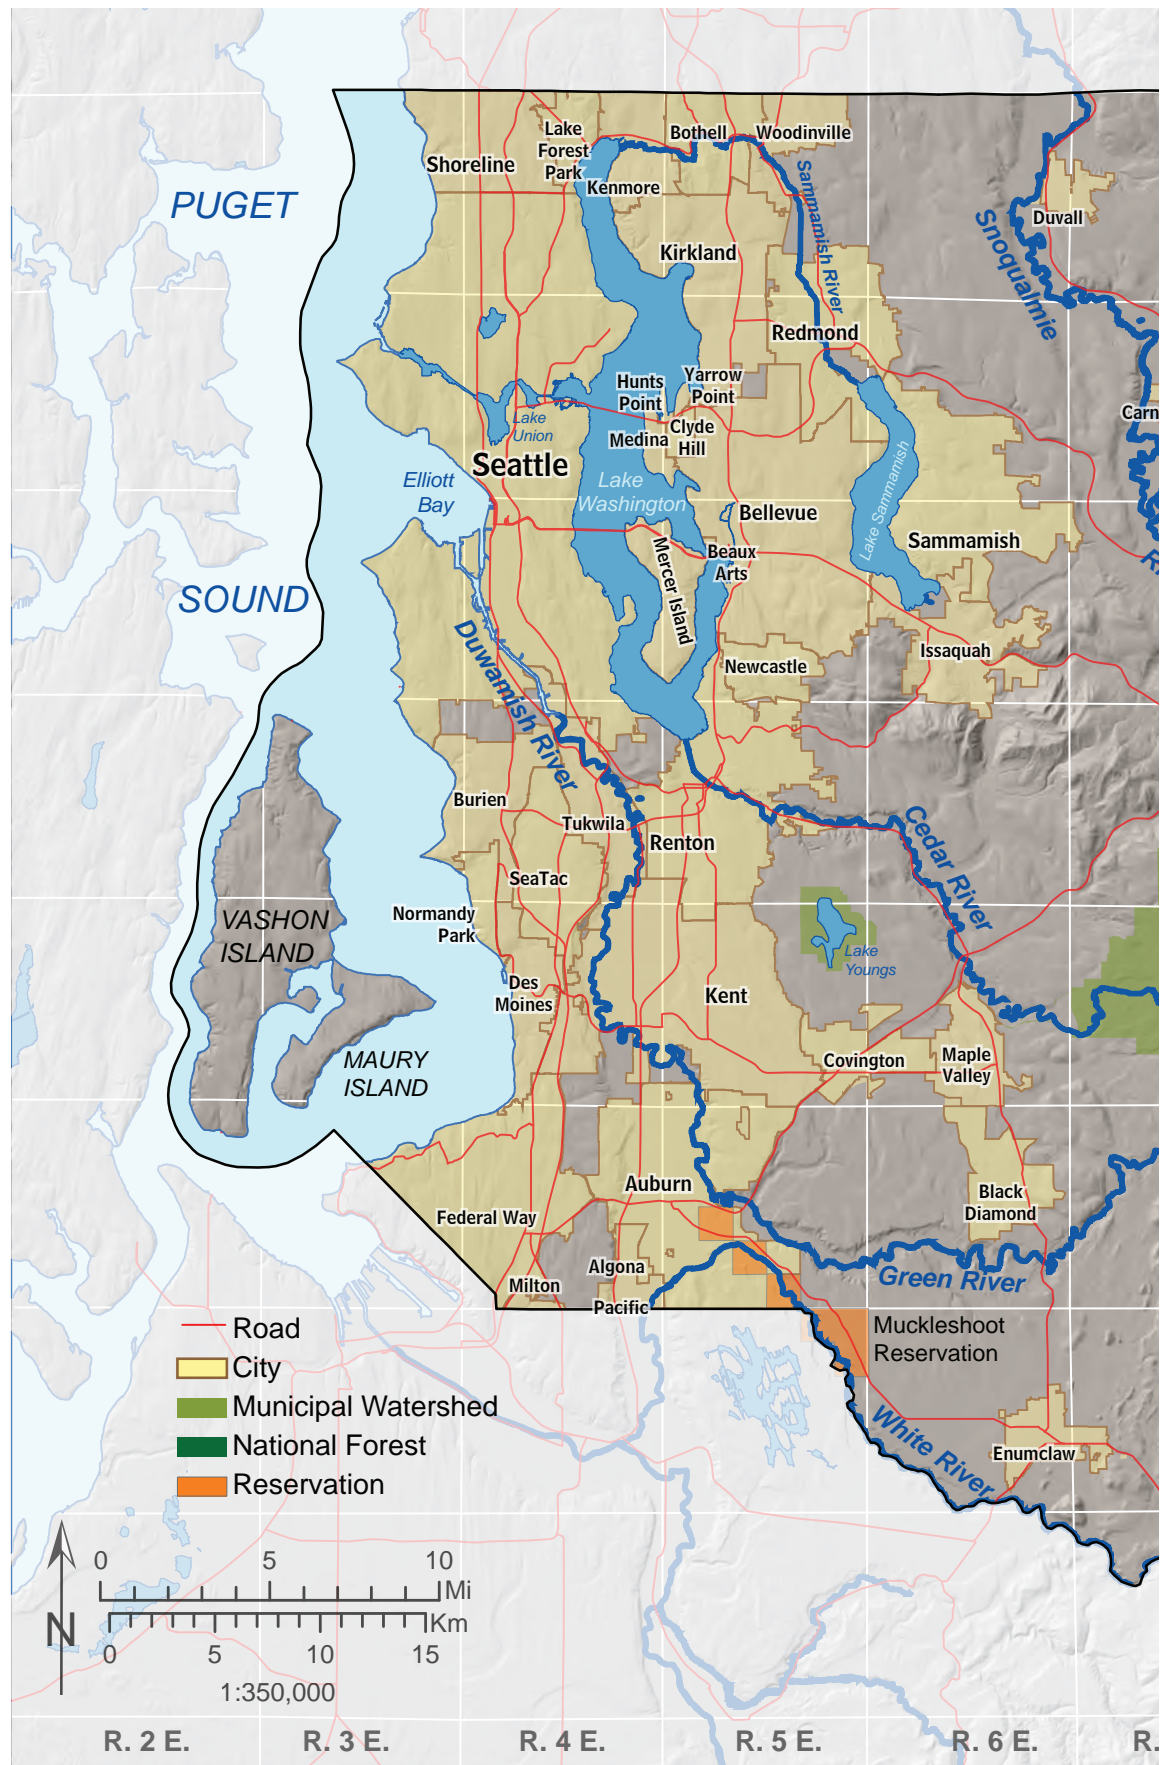 Lake
Forest
Park
Bothell
Woodinville
Shoreline
Kenmore
PUGET
Sammamish River
Duvall
Snoqualmie
Kirkland
Redmond
Hunts
Point
Yarrow
Point
Carn
Lake
Union
Medina
Clyde
Hill
Seattle
Elliott
Bay
Lake
Washington
Lake Sammamish
Bellevue
Sammamish
Beaux
Arts
Mercer Island
SOUND
Duwamish River
Newcastle
Issaquah
Burien
Tukwila
Renton
Cedar River
SeaTac
Normandy
Park
VASHON
ISLAND
Lake
Youngs
Des
Moines
Kent
MAURY
ISLAND
Covington
Maple
Valley
Auburn
Black
Diamond
Federal Way
Algona
Milton
Pacific
Green River
Muckleshoot
Reservation
White River
Enumclaw
Road
City
Municipal Watershed
National Forest
Reservation
0 5 10
Mi
Km
0 5 10 15
N
1:350,000
R. 2 E. R. 3 E. R. 4 E. R. 5 E. R. 6 E. R.